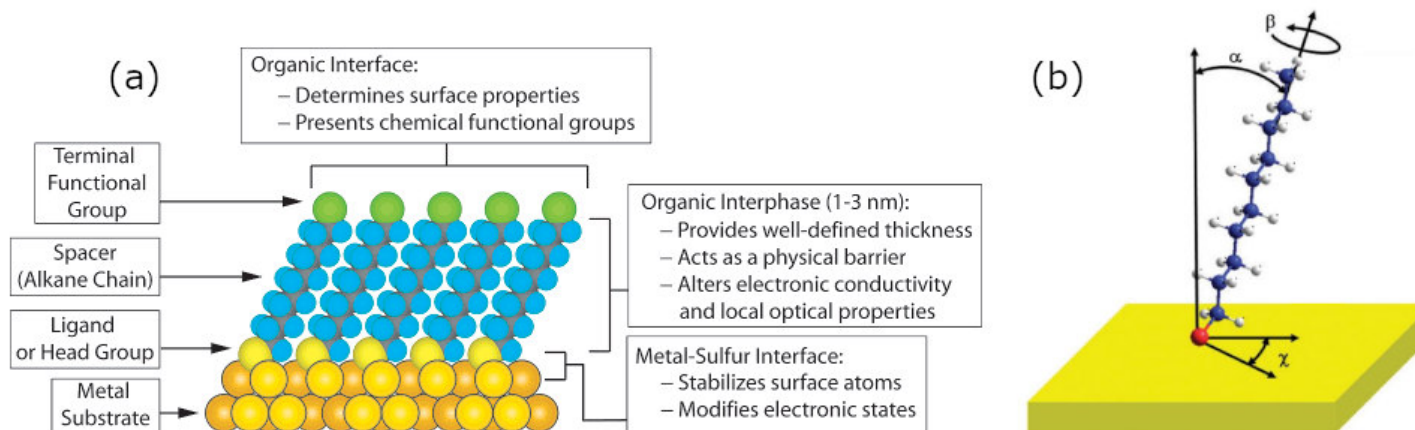 (a)
Organic Interface:
– Determines surface properties
– Presents chemical functional groups
Terminal
Functional
Group
Spacer
(Alkane Chain)
Ligand
or Head Group
Metal
Substrate
Organic Interphase (1-3 nm):
– Provides well-defined thickness
– Acts as a physical barrier
– Alters electronic conductivity
and local optical properties
Metal-Sulfur Interface:
– Stabilizes surface atoms
– Modifies electronic states
(b)
β
α
χ